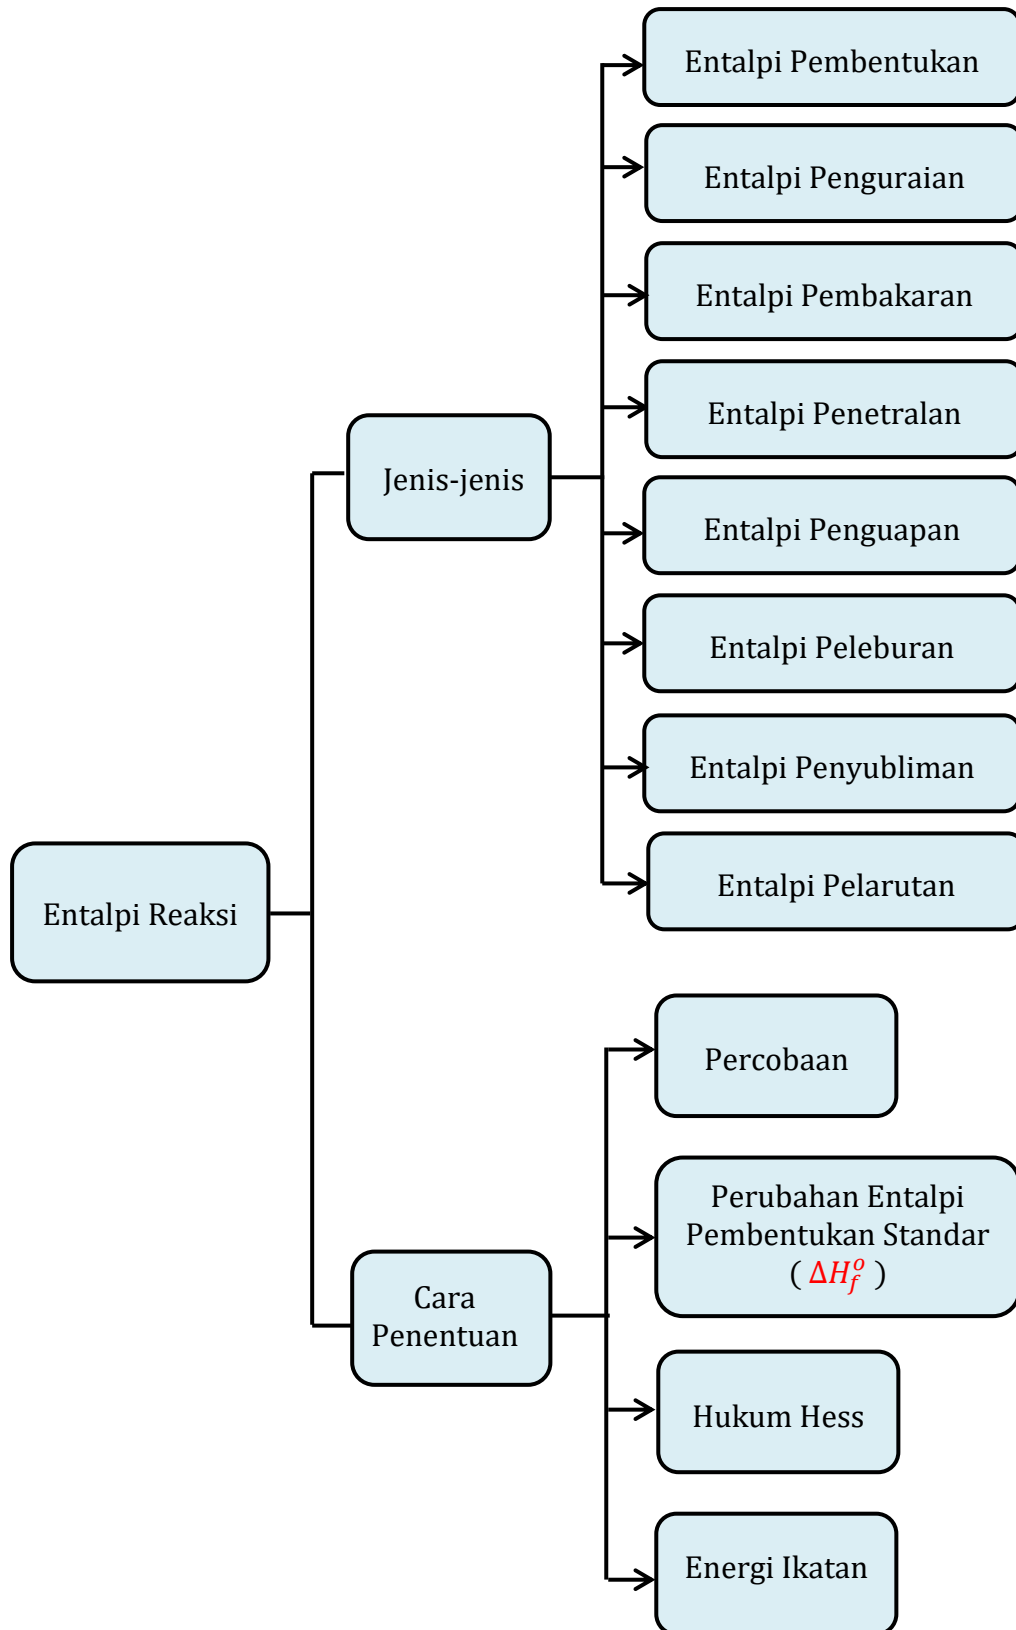 Entalpi Pembentukan
Entalpi Penguraian
Entalpi Pembakaran
Entalpi Penetralan
Jenis-jenis
Entalpi Penguapan
Entalpi Peleburan
Entalpi Penyubliman
Entalpi Pelarutan
Entalpi Reaksi
Percobaan
Perubahan Entalpi
Pembentukan Standar
( ΔH_f^o )
Cara
Penentuan
Hukum Hess
Energi Ikatan